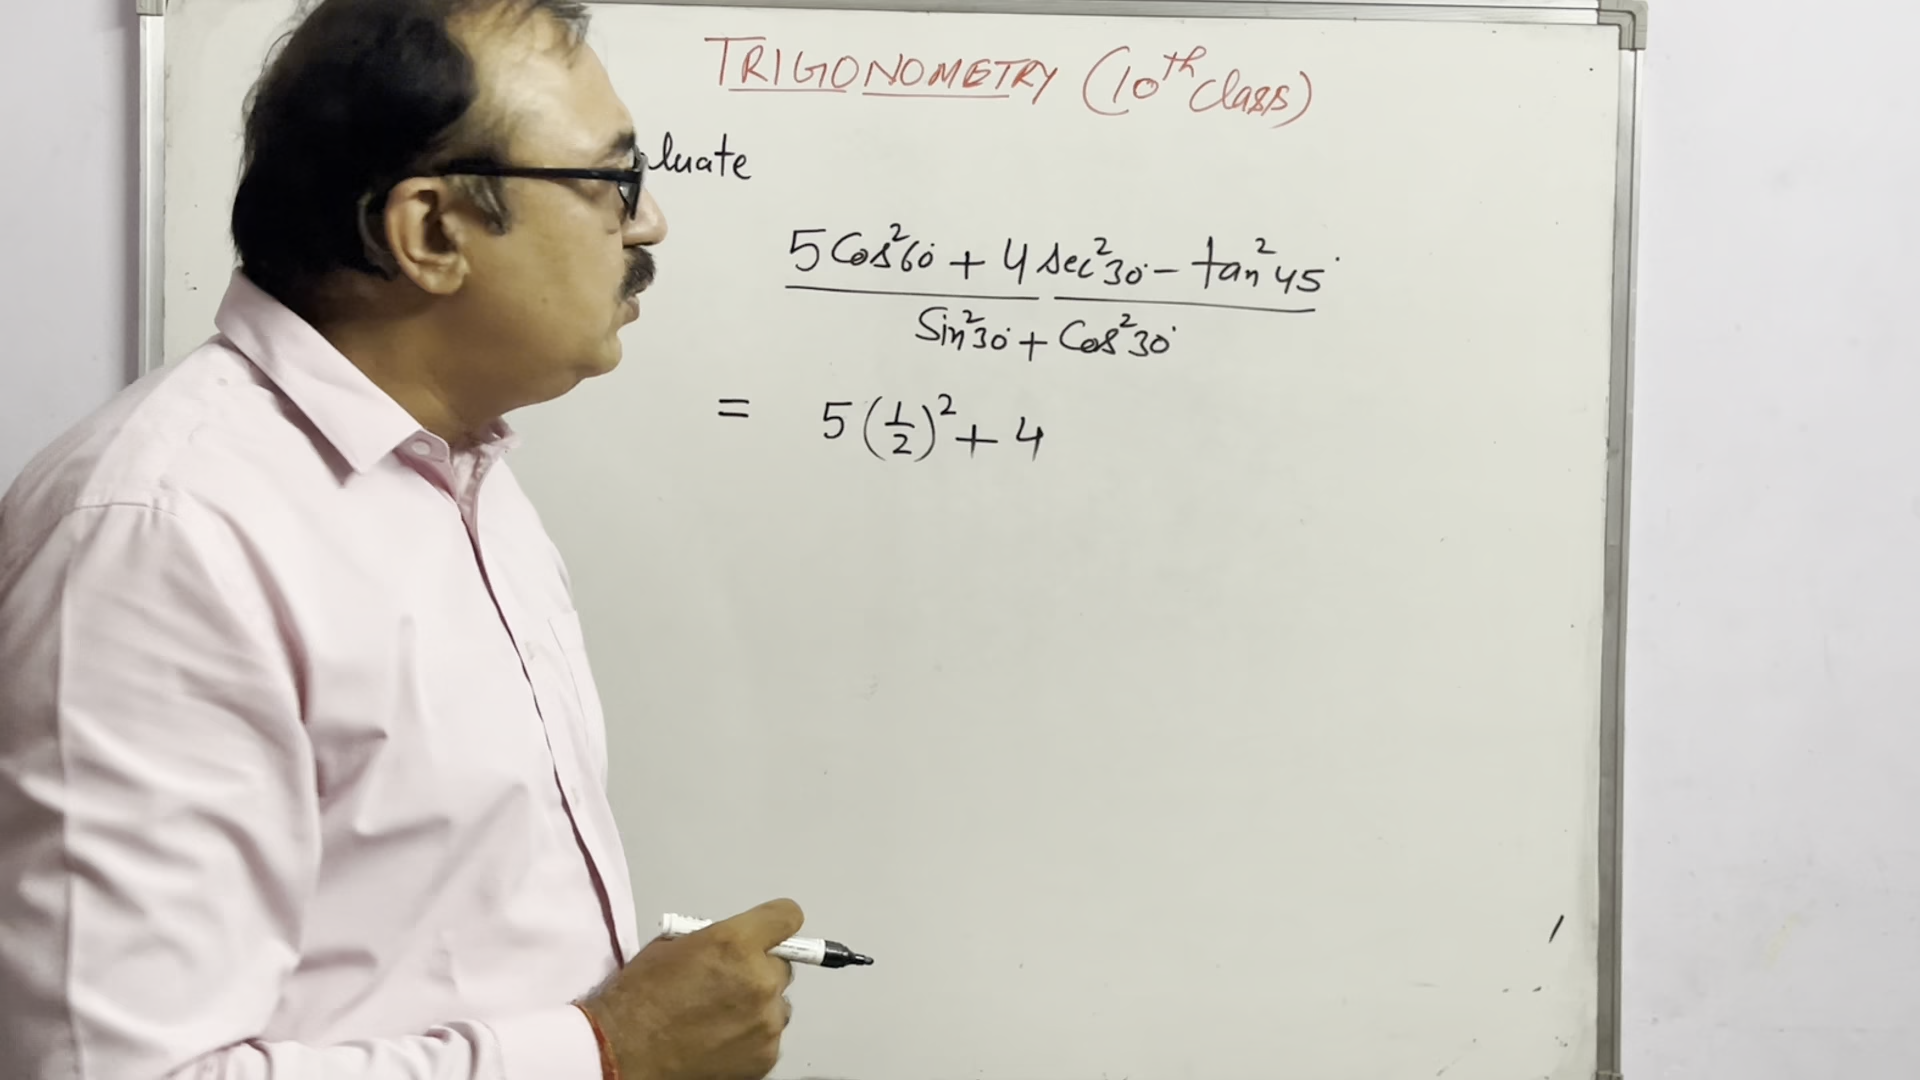 TRIGONOMETRY (10th Class)
luate
5 Cos²60° + 4 sec²30° - tan²45°
Sin²30° + Cos²30°
= 5 (1/2)² + 4